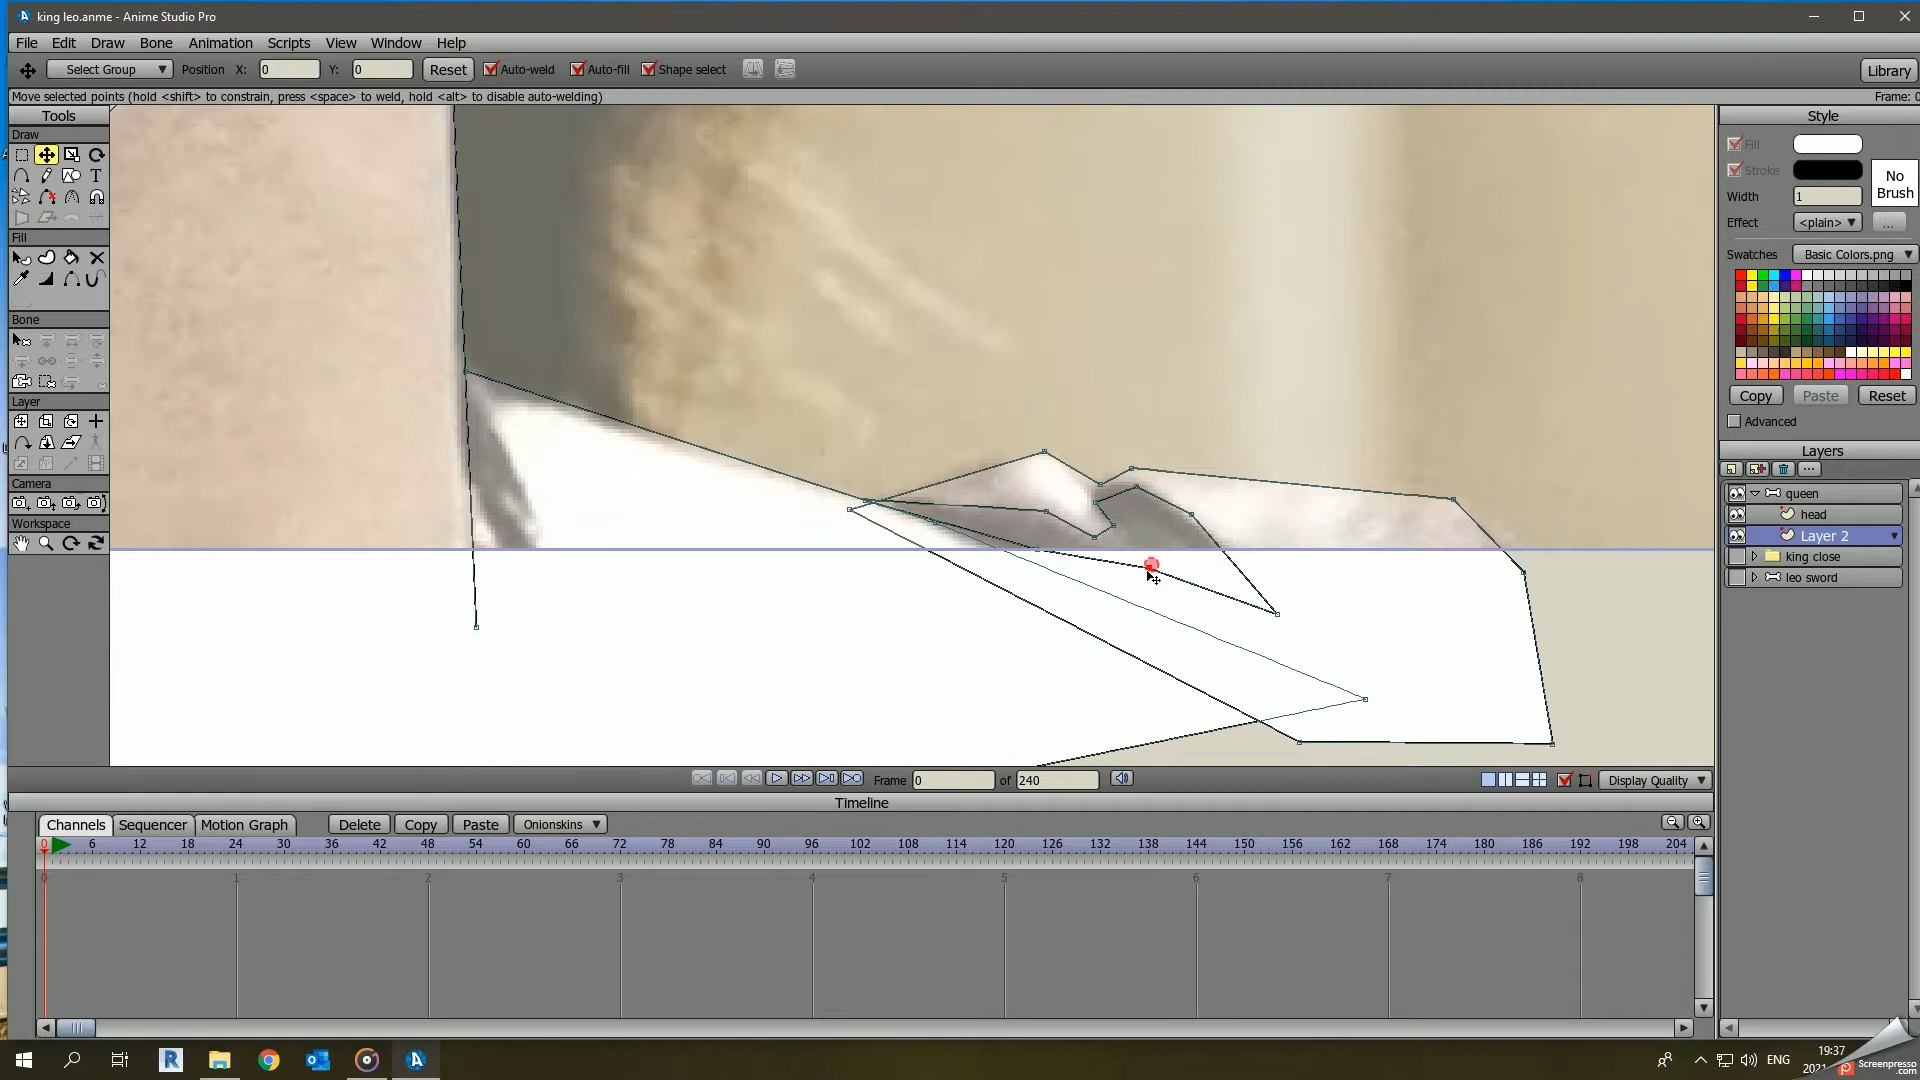 king leo.anme - Anime Studio Pro
File Edit Draw Bone Animation Scripts View Window Help
Select Group Position X: 0 Y: 0 Reset Auto-weld Auto-fill Shape select Library
Move selected points (hold <shift> to constrain, press <space> to weld, hold <alt> to disable auto-welding) Frame: 0
Tools Style
Draw
Fill
Stroke
No Brush
Width 1
Effect <plain> ...
Fill
Swatches Basic Colors.png
Bone
Copy Paste Reset
Layer
Advanced
Layers
Camera
queen
head
Workspace
Layer 2
king close
leo sword
Frame 0 of 240 Display Quality
Timeline
Channels Sequencer Motion Graph Delete Copy Paste Onionskins
0 6 12 18 24 30 36 42 48 54 60 66 72 78 84 90 96 102 108 114 120 126 132 138 144 150 156 162 168 174 180 186 192 198 204
0 1 2 3 4 5 6 7 8
ENG 19:37
2021
Screenpresso.com